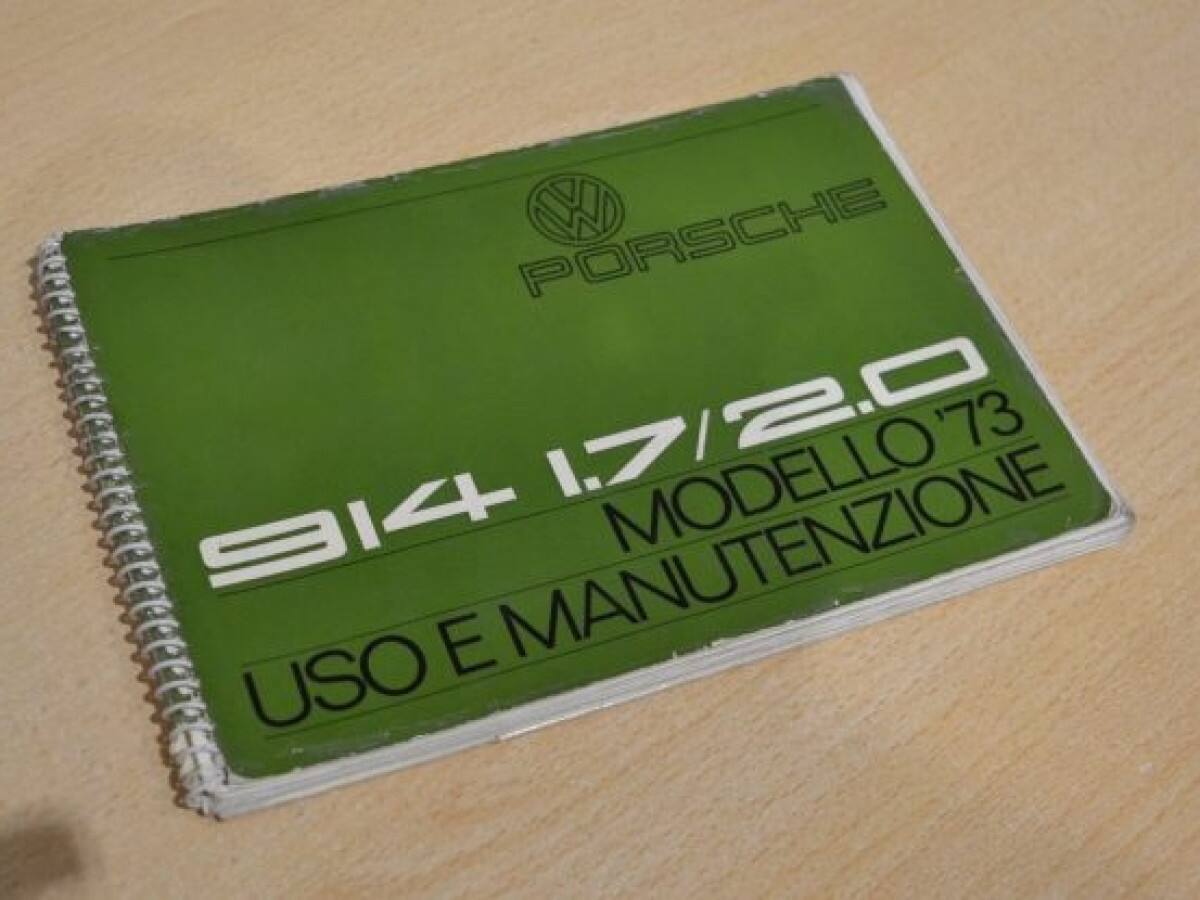 VW
PORSCHE
914 1.7/2.0
MODELLO '73
USO E MANUTENZIONE